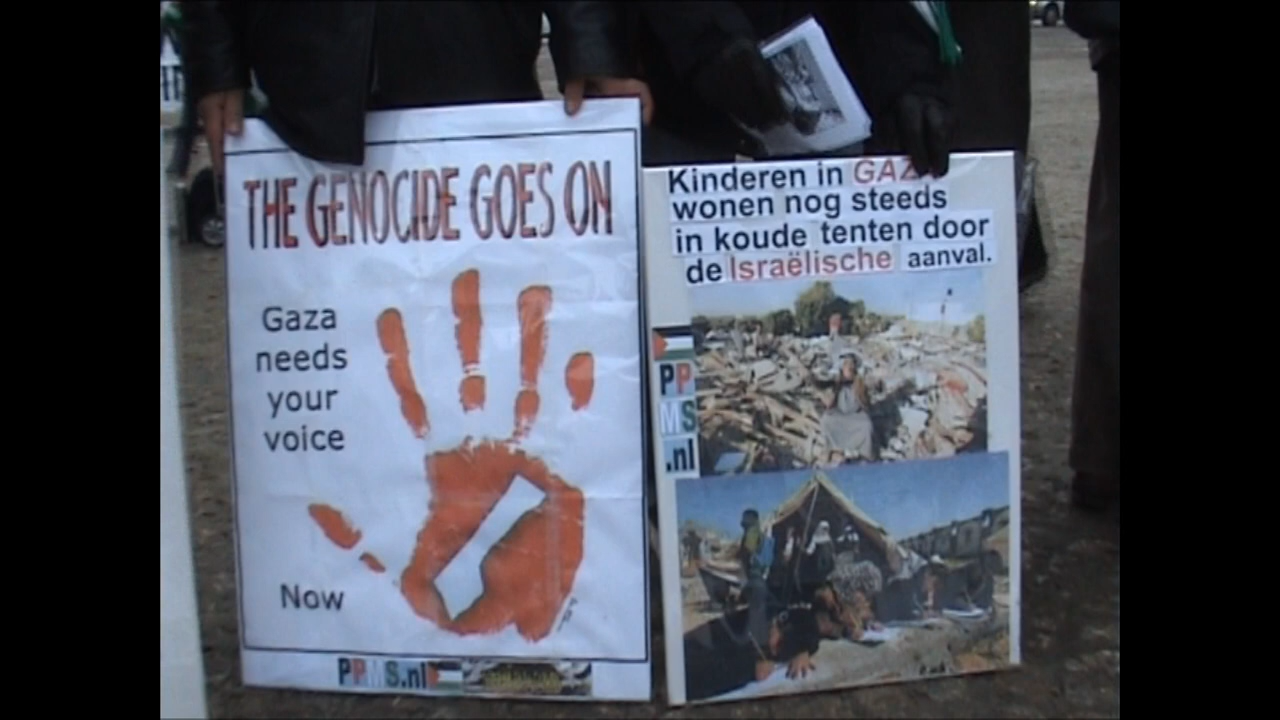 THE GENOCIDE GOES ON
Gaza
needs
your
voice
Now
PPMS.nl
Kinderen in GAZ
wonen nog steeds
in koude tenten door
de Israëlische aanval.
PP
MS
.nl